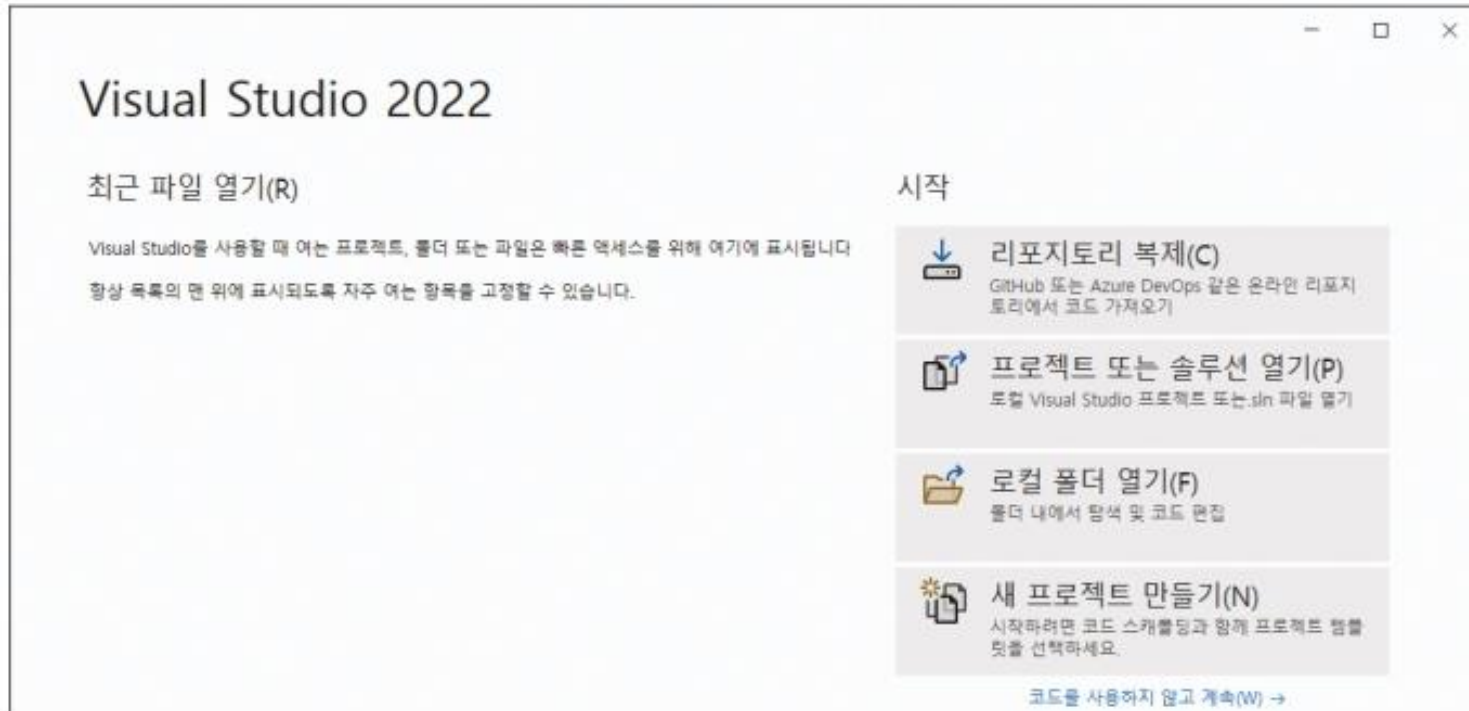 Visual Studio 2022
최근 파일 열기(R)
Visual Studio를 사용할 때 여는 프로젝트, 폴더 또는 파일은 빠른 액세스를 위해 여기에 표시됩니다
항상 목록의 맨 위에 표시되도록 자주 여는 항목을 고정할 수 있습니다.
시작
리포지토리 복제(C)
GitHub 또는 Azure DevOps 같은 온라인 리포지
토리에서 코드 가져오기
프로젝트 또는 솔루션 열기(P)
로컬 Visual Studio 프로젝트 또는.sln 파일 열기
로컬 폴더 열기(F)
폴더 내에서 탐색 및 코드 편집
새 프로젝트 만들기(N)
시작하려면 코드 스캐폴딩과 함께 프로젝트 템플
릿을 선택하세요.
코드를 사용하지 않고 계속(W) →